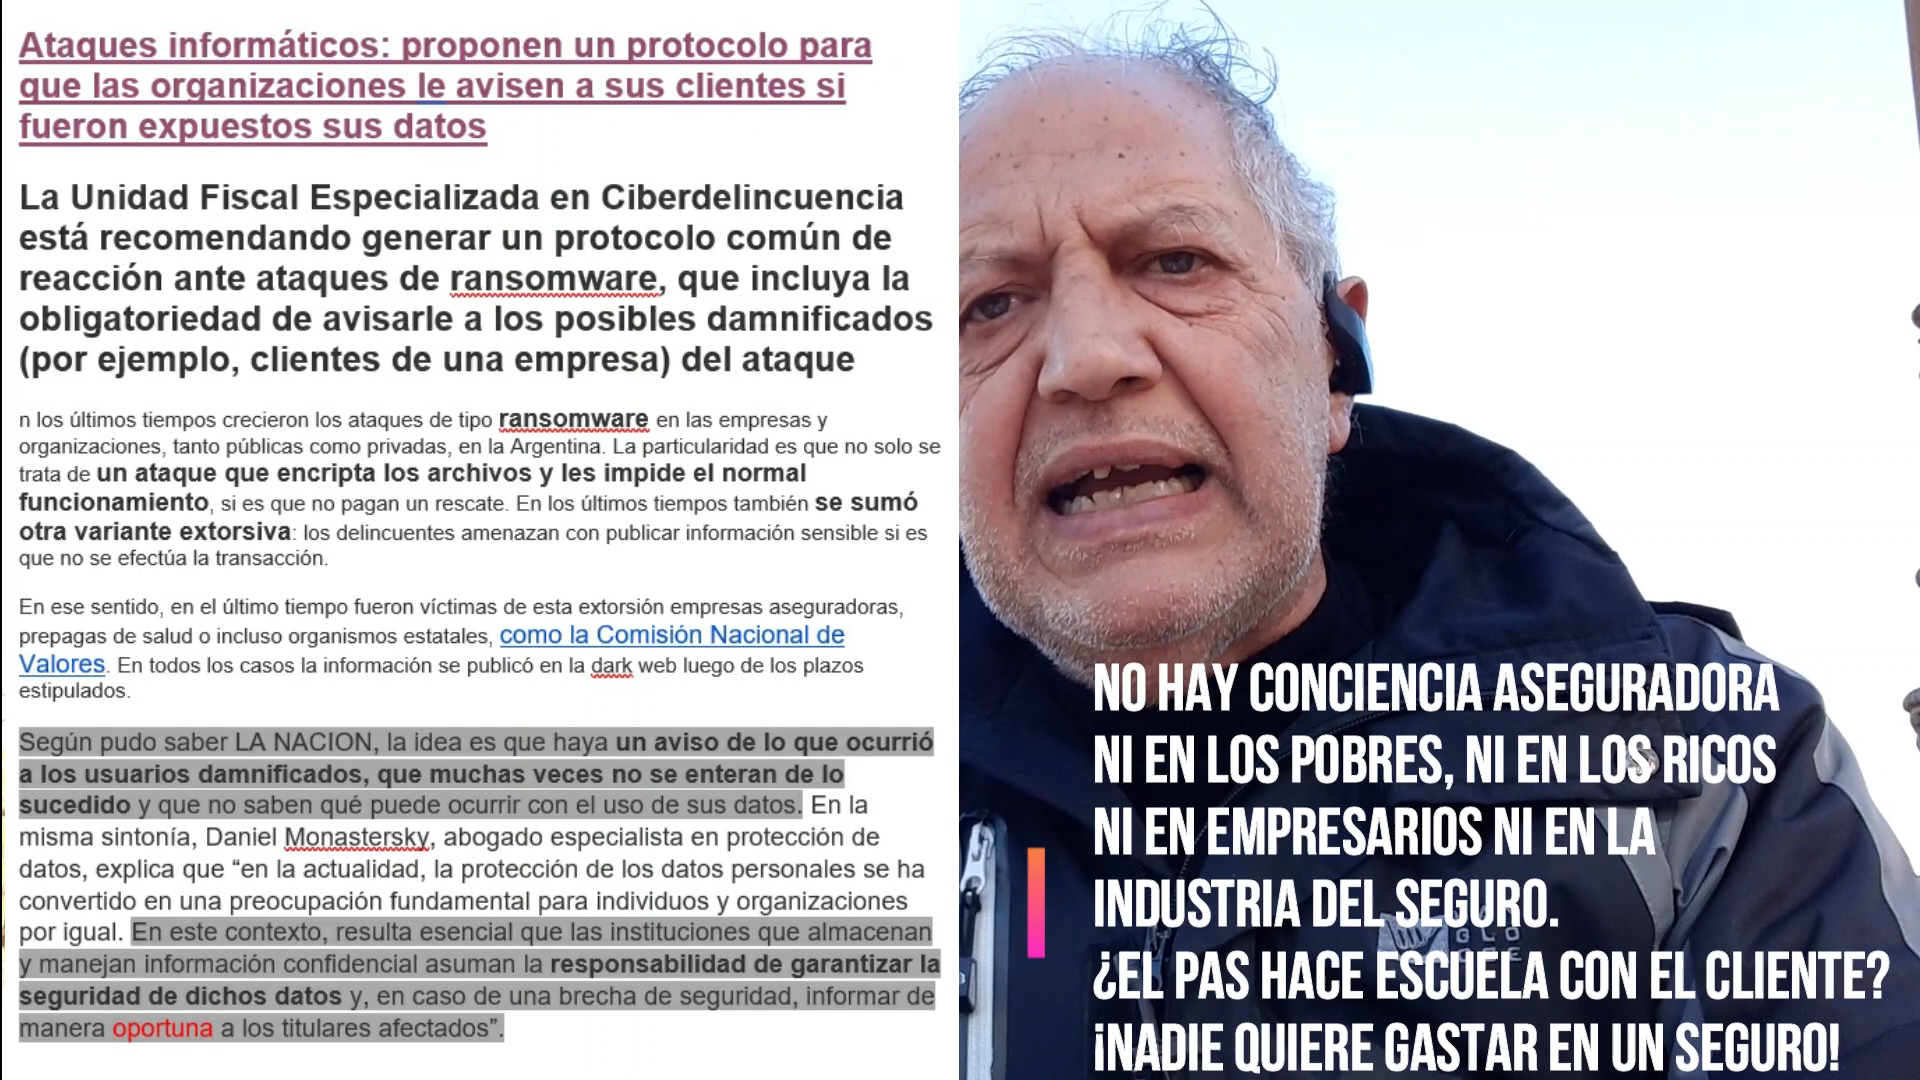 Ataques informáticos: proponen un protocolo para
que las organizaciones le avisen a sus clientes si
fueron expuestos sus datos
La Unidad Fiscal Especializada en Ciberdelincuencia
está recomendando generar un protocolo común de
reacción ante ataques de ransomware, que incluya la
obligatoriedad de avisarle a los posibles damnificados
(por ejemplo, clientes de una empresa) del ataque
n los últimos tiempos crecieron los ataques de tipo ransomware en las empresas y
organizaciones, tanto públicas como privadas, en la Argentina. La particularidad es que no solo se
trata de un ataque que encripta los archivos y les impide el normal
funcionamiento, si es que no pagan un rescate. En los últimos tiempos también se sumó
otra variante extorsiva: los delincuentes amenazan con publicar información sensible si es
que no se efectúa la transacción.
En ese sentido, en el último tiempo fueron víctimas de esta extorsión empresas aseguradoras,
prepagas de salud o incluso organismos estatales, como la Comisión Nacional de
Valores. En todos los casos la información se publicó en la dark web luego de los plazos
estipulados.
Según pudo saber LA NACION, la idea es que haya un aviso de lo que ocurrió
a los usuarios damnificados, que muchas veces no se enteran de lo
sucedido y que no saben qué puede ocurrir con el uso de sus datos. En la
misma sintonía, Daniel Monastersky, abogado especialista en protección de
datos, explica que “en la actualidad, la protección de los datos personales se ha
convertido en una preocupación fundamental para individuos y organizaciones
por igual. En este contexto, resulta esencial que las instituciones que almacenan
y manejan información confidencial asuman la responsabilidad de garantizar la
seguridad de dichos datos y, en caso de una brecha de seguridad, informar de
manera oportuna a los titulares afectados”.
NO HAY CONCIENCIA ASEGURADORA
NI EN LOS POBRES, NI EN LOS RICOS
NI EN EMPRESARIOS NI EN LA
INDUSTRIA DEL SEGURO.
¿EL PAS HACE ESCUELA CON EL CLIENTE?
¡NADIE QUIERE GASTAR EN UN SEGURO!